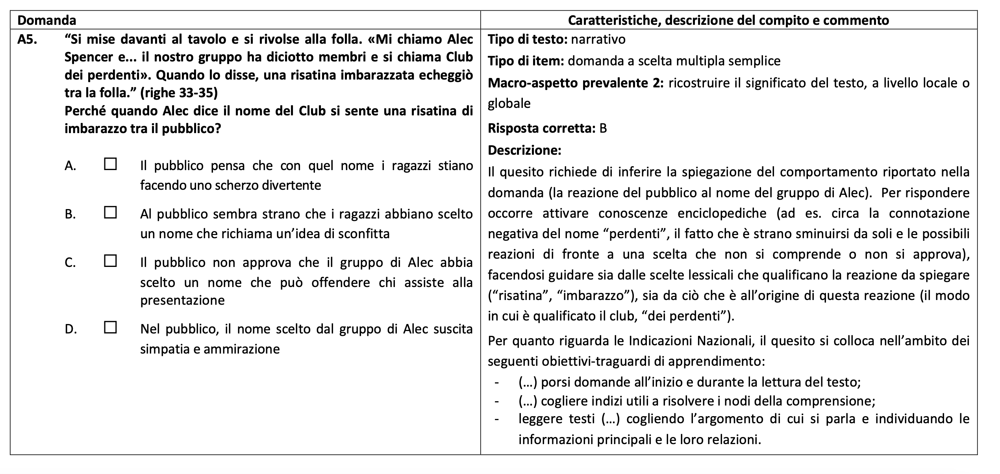 Domanda
Caratteristiche, descrizione del compito e commento
A5. “Si mise davanti al tavolo e si rivolse alla folla. «Mi chiamo Alec
Spencer e... il nostro gruppo ha diciotto membri e si chiama Club
dei perdenti». Quando lo disse, una risatina imbarazzata echeggiò
tra la folla.” (righe 33-35)
Perché quando Alec dice il nome del Club si sente una risatina di
imbarazzo tra il pubblico?
A. ☐ Il pubblico pensa che con quel nome i ragazzi stiano
facendo uno scherzo divertente
B. ☐ Al pubblico sembra strano che i ragazzi abbiano scelto
un nome che richiama un’idea di sconfitta
C. ☐ Il pubblico non approva che il gruppo di Alec abbia
scelto un nome che può offendere chi assiste alla
presentazione
D. ☐ Nel pubblico, il nome scelto dal gruppo di Alec suscita
simpatia e ammirazione
Tipo di testo: narrativo
Tipo di item: domanda a scelta multipla semplice
Macro-aspetto prevalente 2: ricostruire il significato del testo, a livello locale o
globale
Risposta corretta: B
Descrizione:
Il quesito richiede di inferire la spiegazione del comportamento riportato nella
domanda (la reazione del pubblico al nome del gruppo di Alec). Per rispondere
occorre attivare conoscenze enciclopediche (ad es. circa la connotazione
negativa del nome “perdenti”, il fatto che è strano sminuirsi da soli e le possibili
reazioni di fronte a una scelta che non si comprende o non si approva),
facendosi guidare sia dalle scelte lessicali che qualificano la reazione da spiegare
(“risatina”, “imbarazzo”), sia da ciò che è all’origine di questa reazione (il modo
in cui è qualificato il club, “dei perdenti”).
Per quanto riguarda le Indicazioni Nazionali, il quesito si colloca nell’ambito dei
seguenti obiettivi-traguardi di apprendimento:
- (…) porsi domande all’inizio e durante la lettura del testo;
- (…) cogliere indizi utili a risolvere i nodi della comprensione;
- leggere testi (…) cogliendo l’argomento di cui si parla e individuando le
informazioni principali e le loro relazioni.